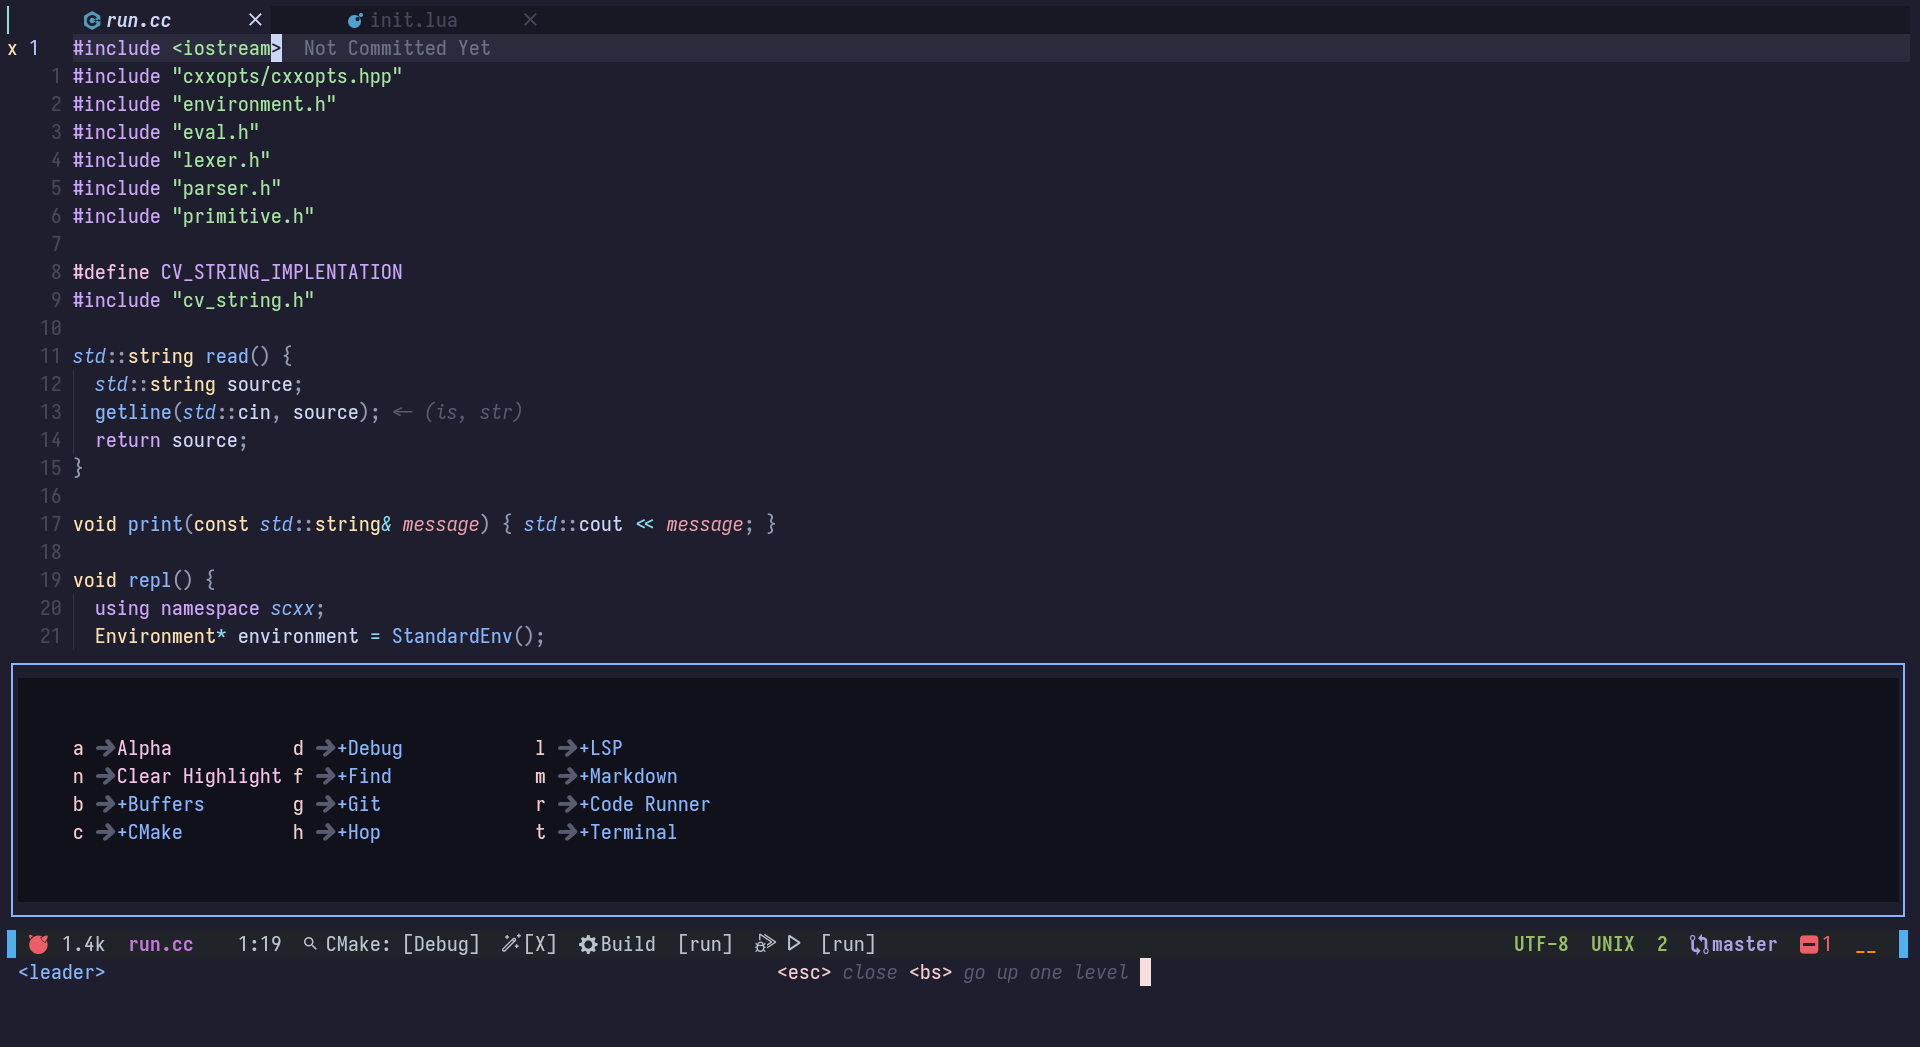 run.cc init.lua
x 1 #include <iostream> Not Committed Yet
1 #include "cxxopts/cxxopts.hpp"
2 #include "environment.h"
3 #include "eval.h"
4 #include "lexer.h"
5 #include "parser.h"
6 #include "primitive.h"
7
8 #define CV_STRING_IMPLENTATION
9 #include "cv_string.h"
10
11 std::string read() {
12 std::string source;
13 getline(std::cin, source); <- (is, str)
14 return source;
15 }
16
17 void print(const std::string& message) { std::cout << message; }
18
19 void repl() {
20 using namespace scxx;
21 Environment* environment = StandardEnv();
a ➜Alpha d ➜+Debug l ➜+LSP
n ➜Clear Highlight f ➜+Find m ➜+Markdown
b ➜+Buffers g ➜+Git r ➜+Code Runner
c ➜+CMake h ➜+Hop t ➜+Terminal
1.4k run.cc 1:19 CMake: [Debug] [X] Build [run] [run] UTF-8 UNIX 2 master 1 __
<leader> <esc> close <bs> go up one level